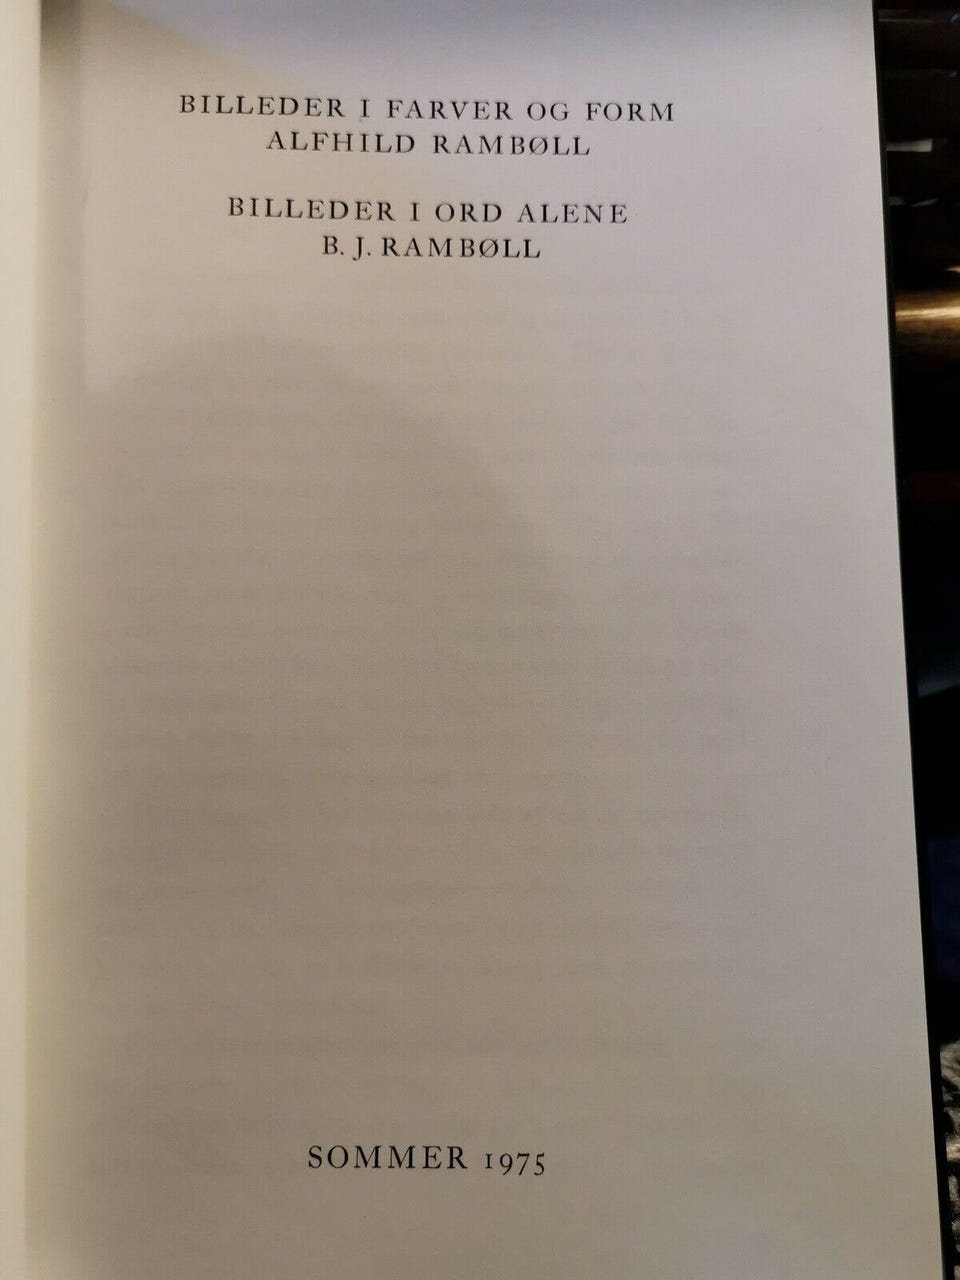 BILLEDER I FARVER OG FORM
ALFHILD RAMBØLL
BILLEDER I ORD ALENE
B. J. RAMBØLL
SOMMER 1975